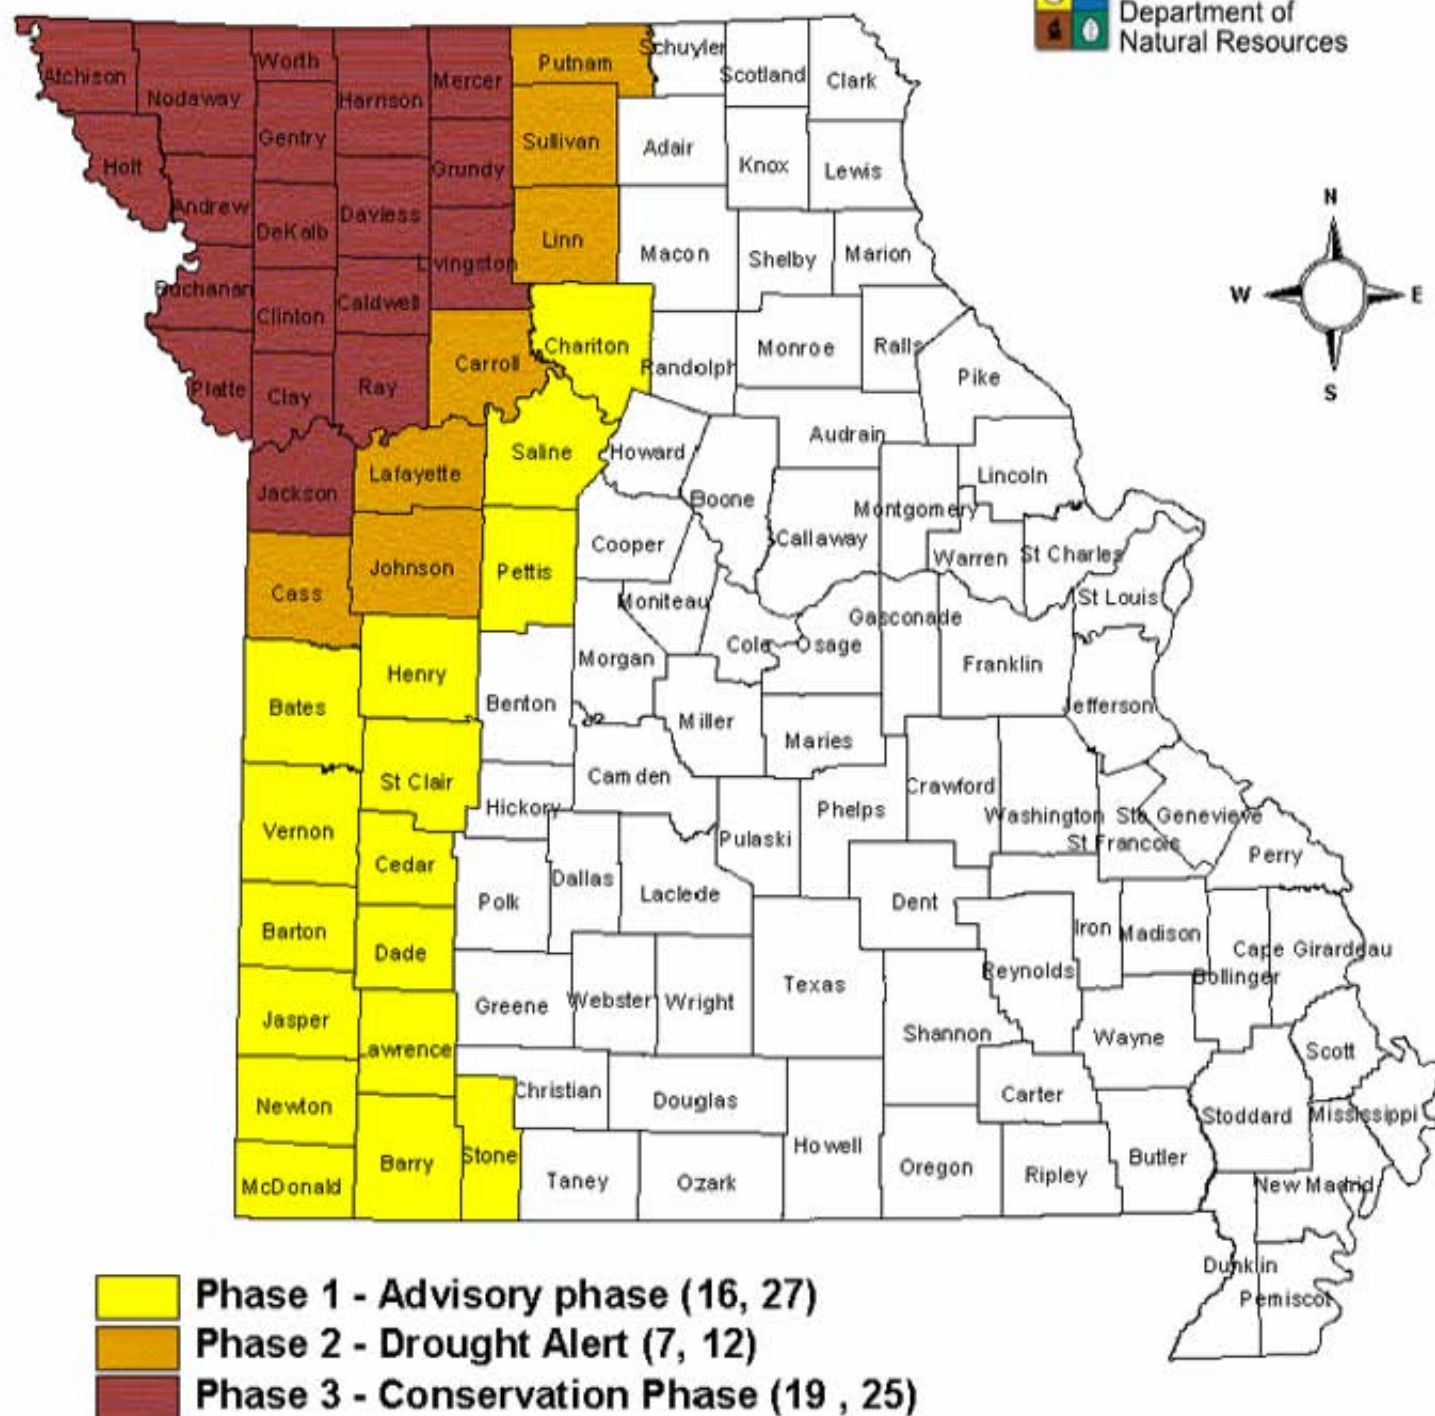 Department of
Natural Resources
Schuyler
Putnam
Worth
Scotland
Atchison
Mercer
Clark
Nodaway
Harrison
Gentry
Sullivan
Adair
Holt
Knox
Grundy
Lewis
Andrew
Daviess
DeKalb
Linn
Macon
Shelby
Marion
Livingston
Buchanan
Caldwell
Clinton
Chariton
Monroe
Ralls
Carroll
Randolph
Pike
Platte
Ray
Clay
Audrain
Saline
Howard
Lafayette
Lincoln
Jackson
Boone
Montgomery
Callaway
Cooper
St Charles
Warren
Johnson
Pettis
Cass
St Louis
Moniteau
Gasconade
Cole
Osage
Morgan
Franklin
Henry
Benton
Bates
Jefferson
Miller
Maries
Camden
St Clair
Crawford
Hickory
Phelps
Washington
Ste Genevieve
Vernon
Pulaski
St Francois
Perry
Cedar
Dallas
Laclede
Polk
Dent
Iron
Barton
Madison
Dade
Cape Girardeau
Reynolds
Bollinger
Texas
Webster
Wright
Greene
Jasper
Shannon
Wayne
Lawrence
Scott
Christian
Carter
Douglas
Newton
Stoddard
Mississippi
Howell
Stone
Barry
Butler
Oregon
Ripley
Taney
Ozark
McDonald
New Madrid
Dunklin
Pemiscot
N
W
E
S
Phase 1 - Advisory phase (16, 27)
Phase 2 - Drought Alert (7, 12)
Phase 3 - Conservation Phase (19 , 25)